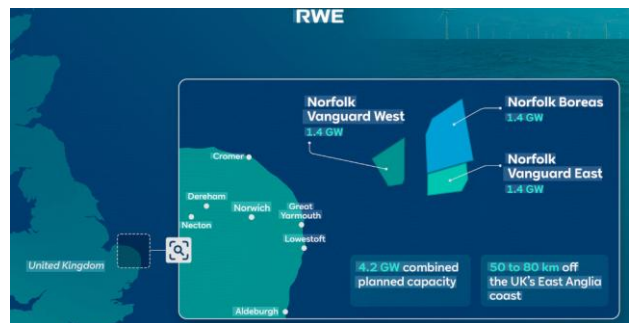 RWE
Norfolk
Vanguard West
1.4 GW
Norfolk Boreas
1.4 GW
Norfolk
Vanguard East
1.4 GW
Cromer
Dereham
Necton
Norwich
Great
Yarmouth
Lowestoft
Aldeburgh
United Kingdom
4.2 GW combined
planned capacity
50 to 80 km off
the UK's East Anglia
coast